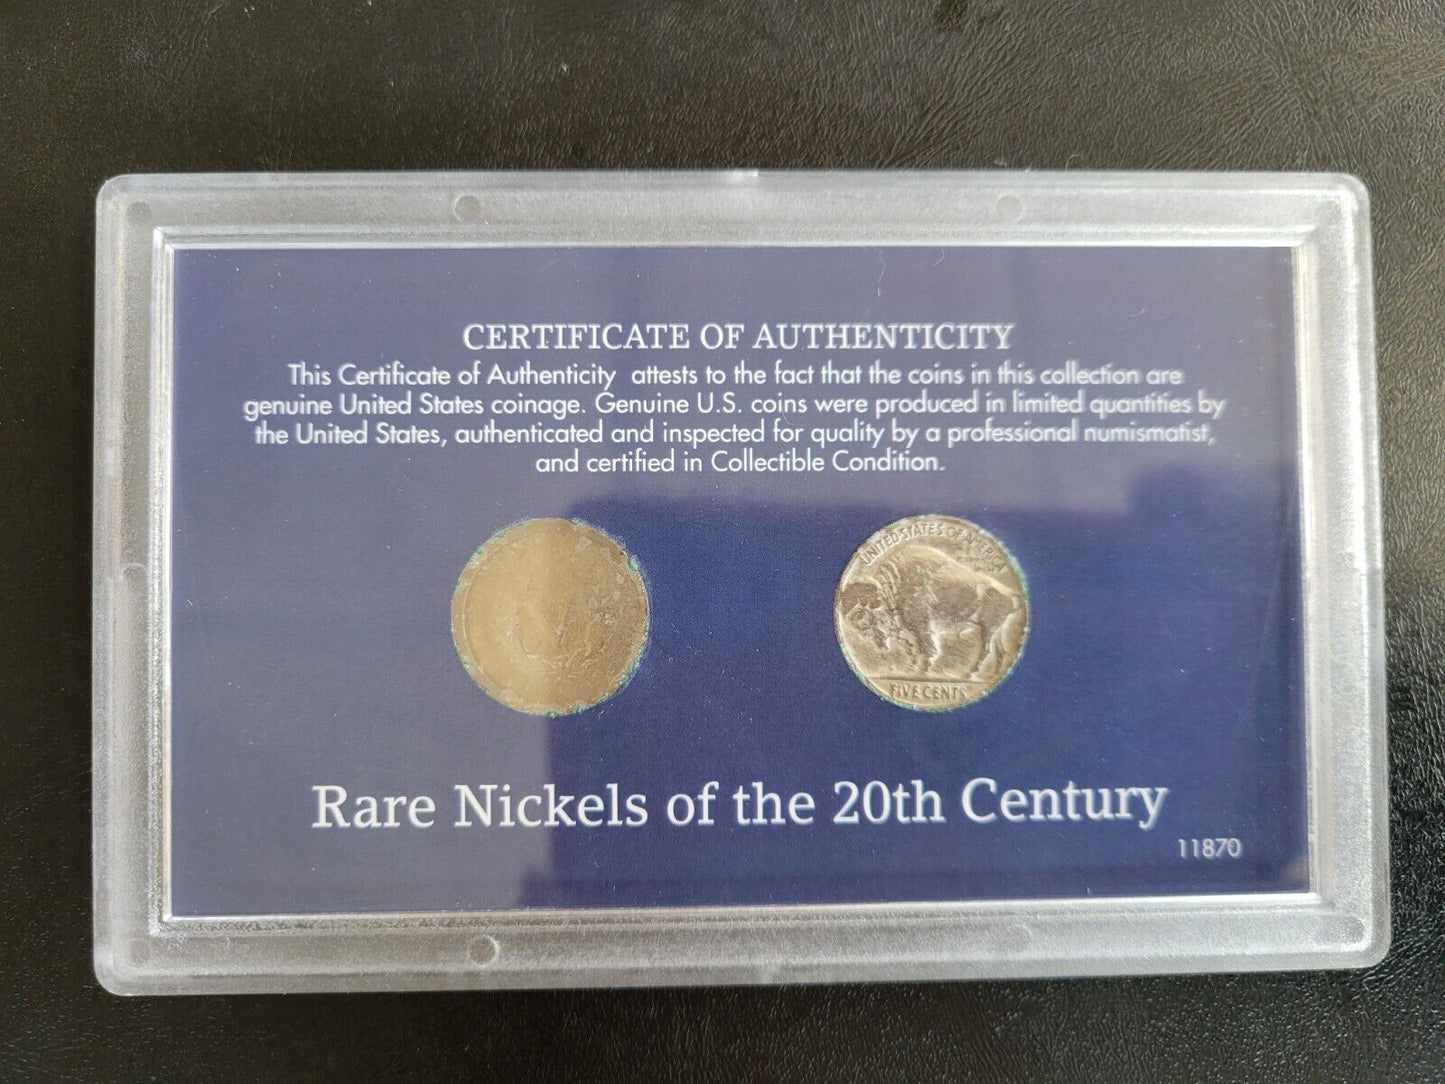 CERTIFICATE OF AUTHENTICITY
This Certificate of Authenticity attests to the fact that the coins in this collection are
genuine United States coinage. Genuine U.S. coins were produced in limited quantities by
the United States, authenticated and inspected for quality by a professional numismatist,
and certified in Collectible Condition.
UNITED STATES OF AMERICA
FIVE CENTS
Rare Nickels of the 20th Century
11870